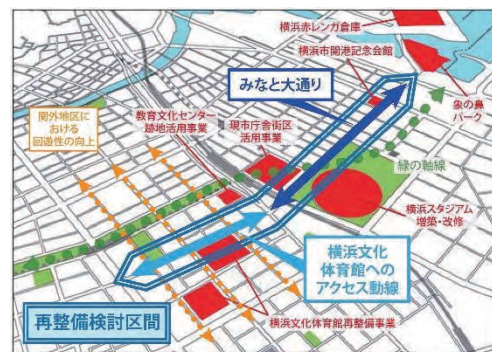 横浜赤レンガ倉庫
横浜市開港記念会館
みなと大通り
象の鼻
パーク
関外地区に
おける
回遊性の向上
教育文化センター
跡地活用事業
現市庁舎街区
活用事業
緑の軸線
横浜スタジアム
増築・改修
横浜文化
体育館への
アクセス動線
再整備検討区間
横浜文化体育館再整備事業